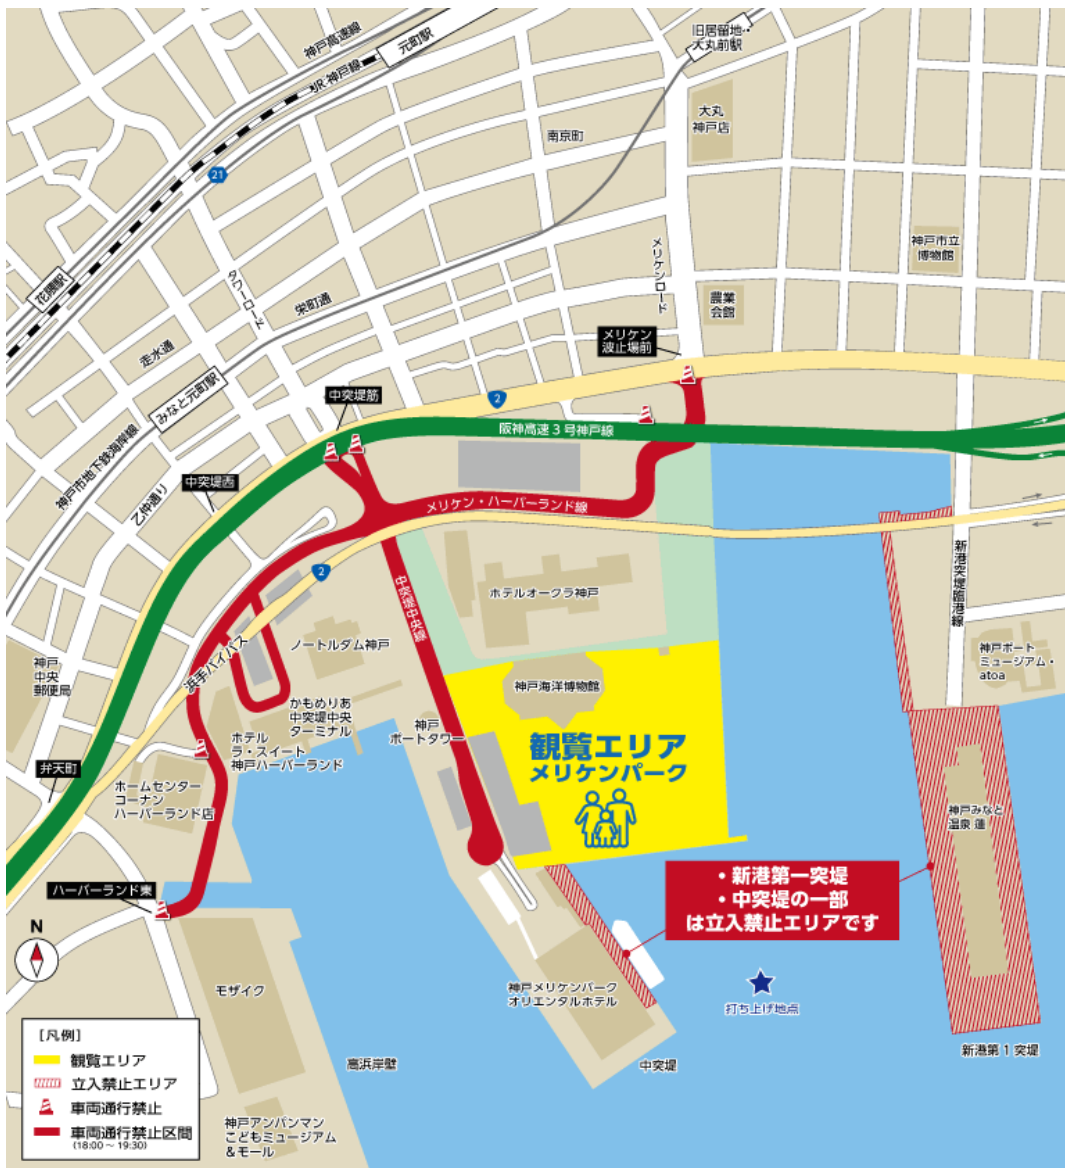 神戸高速線
元町駅
JR神戸線
旧居留地・
大丸前駅
大丸
神戸店
南京町
21
花隈駅
タワーロード
メリケンロード
神戸市立
博物館
栄町通
農業
会館
走水通
メリケン
波止場前
みなと元町駅
中突堤筋
2
阪神高速3号神戸線
神戸市地下鉄海岸線
中突堤西
乙仲通り
メリケン・ハーバーランド線
新港突堤臨港線
2
中突堤中央線
ホテルオークラ神戸
浜手バイパス
ノートルダム神戸
神戸
中央
郵便局
神戸ポート
ミュージアム・
atoa
かもめりあ
中突堤中央
ターミナル
神戸海洋博物館
神戸
ポートタワー
ホテル
ラ・スイート
神戸ハーバーランド
観覧エリア
メリケンパーク
弁天町
ホームセンター
コーナン
ハーバーランド店
神戸みなと
温泉 蓮
・新港第一突堤
・中突堤の一部
は立入禁止エリアです
ハーバーランド東
N
モザイク
神戸メリケンパーク
オリエンタルホテル
打ち上げ地点
新港第1突堤
高浜岸壁
中突堤
[凡例]
観覧エリア
立入禁止エリア
車両通行禁止
車両通行禁止区間
(18:00～19:30)
神戸アンパンマン
こどもミュージアム
&モール